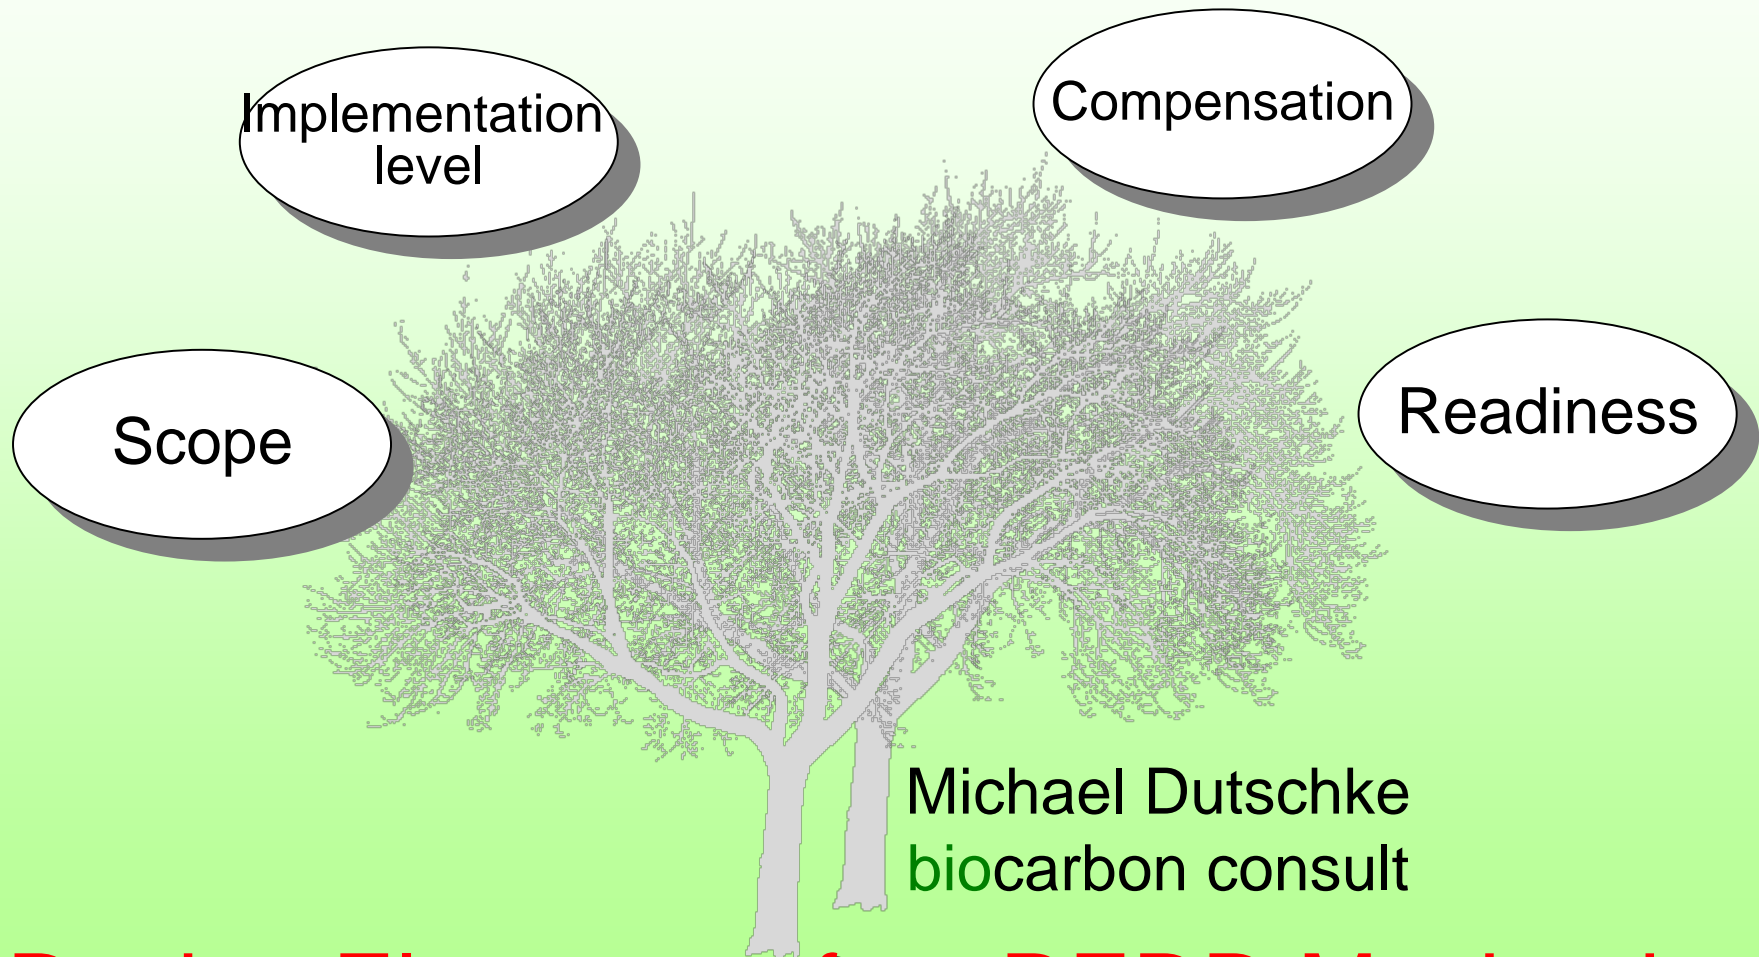 Implementation
level
Compensation
Scope
Readiness
Michael Dutschke
biocarbon consult